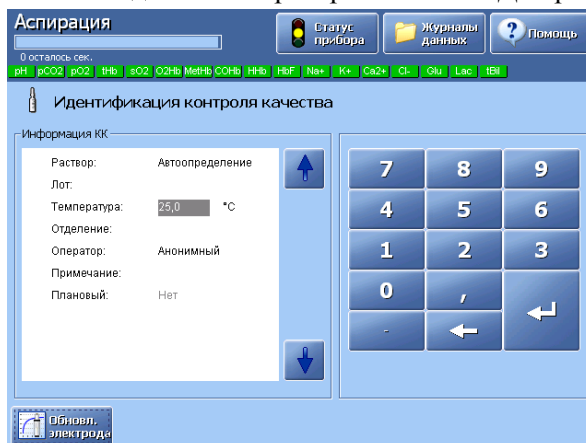 Аспирация
0 осталось сек.
Статус прибора
Журналы данных
Помощь
pH pCO2 pO2 tHb sO2 O2Hb MetHb COHb HHb HbF Na+ K+ Ca2+ Cl- Glu Lac tBil
Идентификация контроля качества
Информация КК
Раствор: Автоопределение
Лот:
Температура: 25,0 °C
Отделение:
Оператор: Анонимный
Примечание:
Плановый: Нет
7 8 9
4 5 6
1 2 3
0 ,
-
Обновл.
электрода